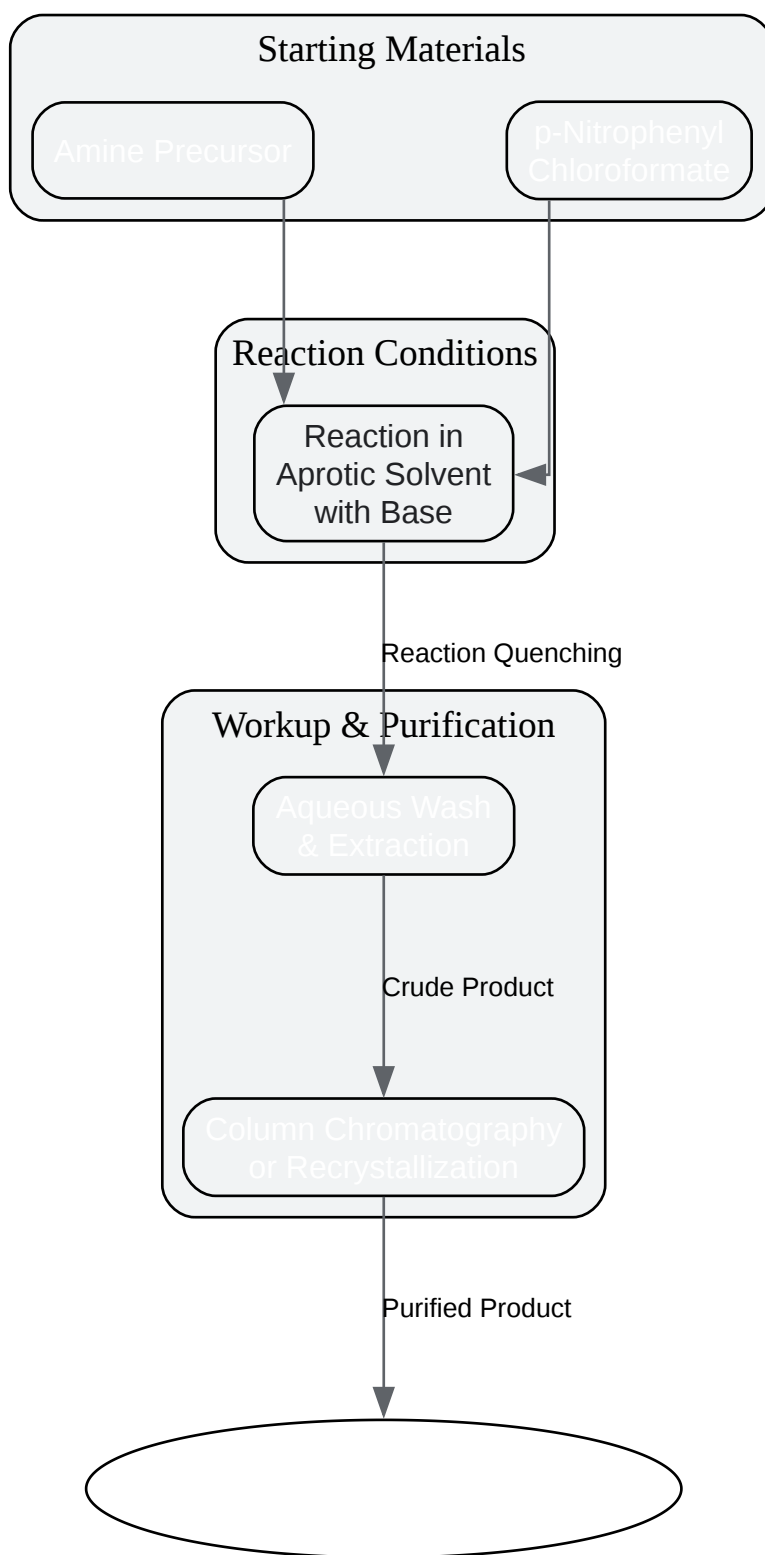 Starting Materials
Amine Precursor
p-Nitrophenyl
Chloroformate
Reaction Conditions
Reaction in
Aprotic Solvent
with Base
Reaction Quenching
Workup & Purification
Aqueous Wash
& Extraction
Crude Product
Column Chromatography
or Recrystallization
Purified Product